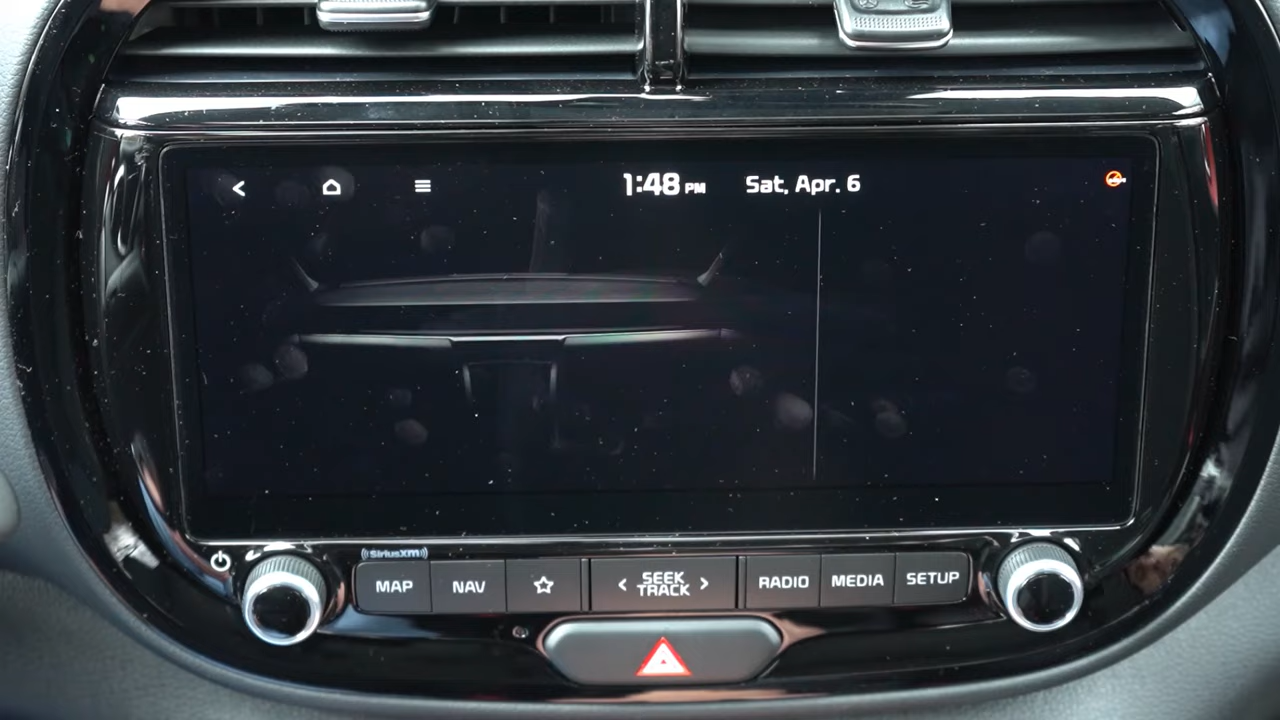 1:48 PM Sat, Apr. 6
((SiriusXM))
MAP NAV SEEK RADIO MEDIA SETUP
TRACK